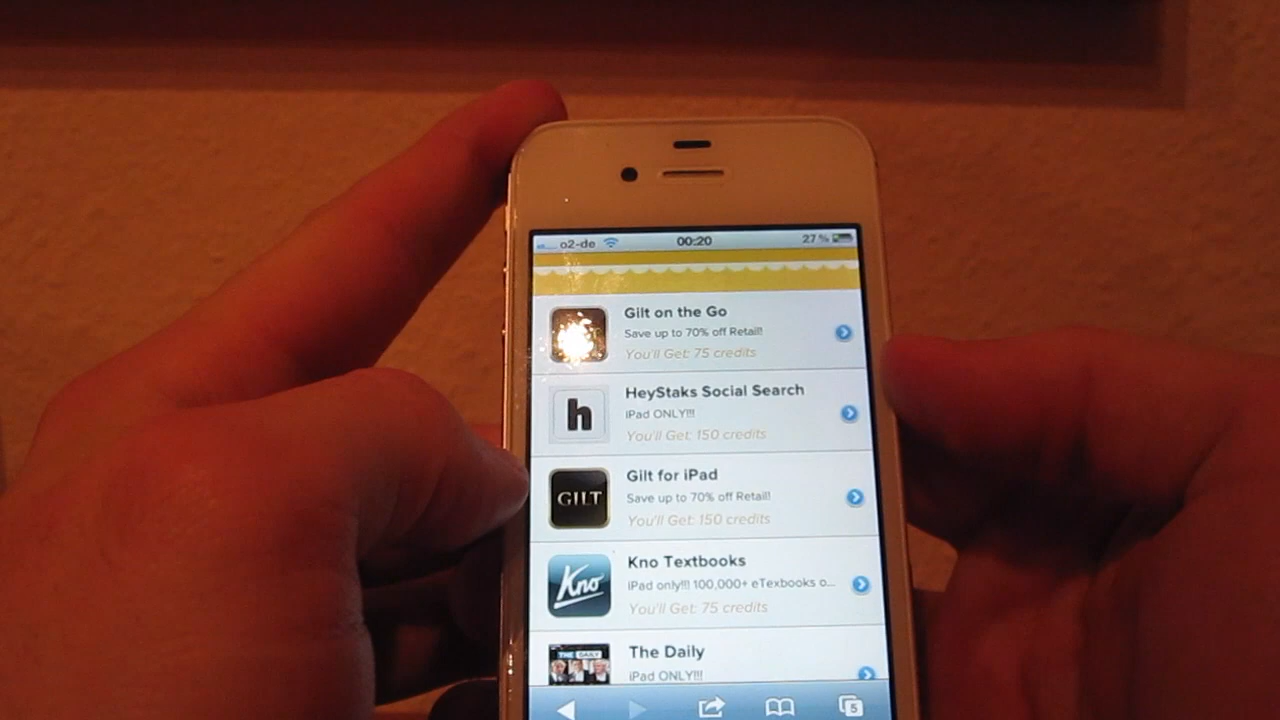 o2-de 00:20 27%
Gilt on the Go
Save up to 70% off Retail!
You'll Get: 75 credits
h
HeyStaks Social Search
iPad ONLY!!!
You'll Get: 150 credits
GILT
Gilt for iPad
Save up to 70% off Retail!
You'll Get: 150 credits
Kno
Kno Textbooks
iPad only!!! 100,000+ eTexbooks o...
You'll Get: 75 credits
THE DAILY
The Daily
iPad ONLY!!!
5